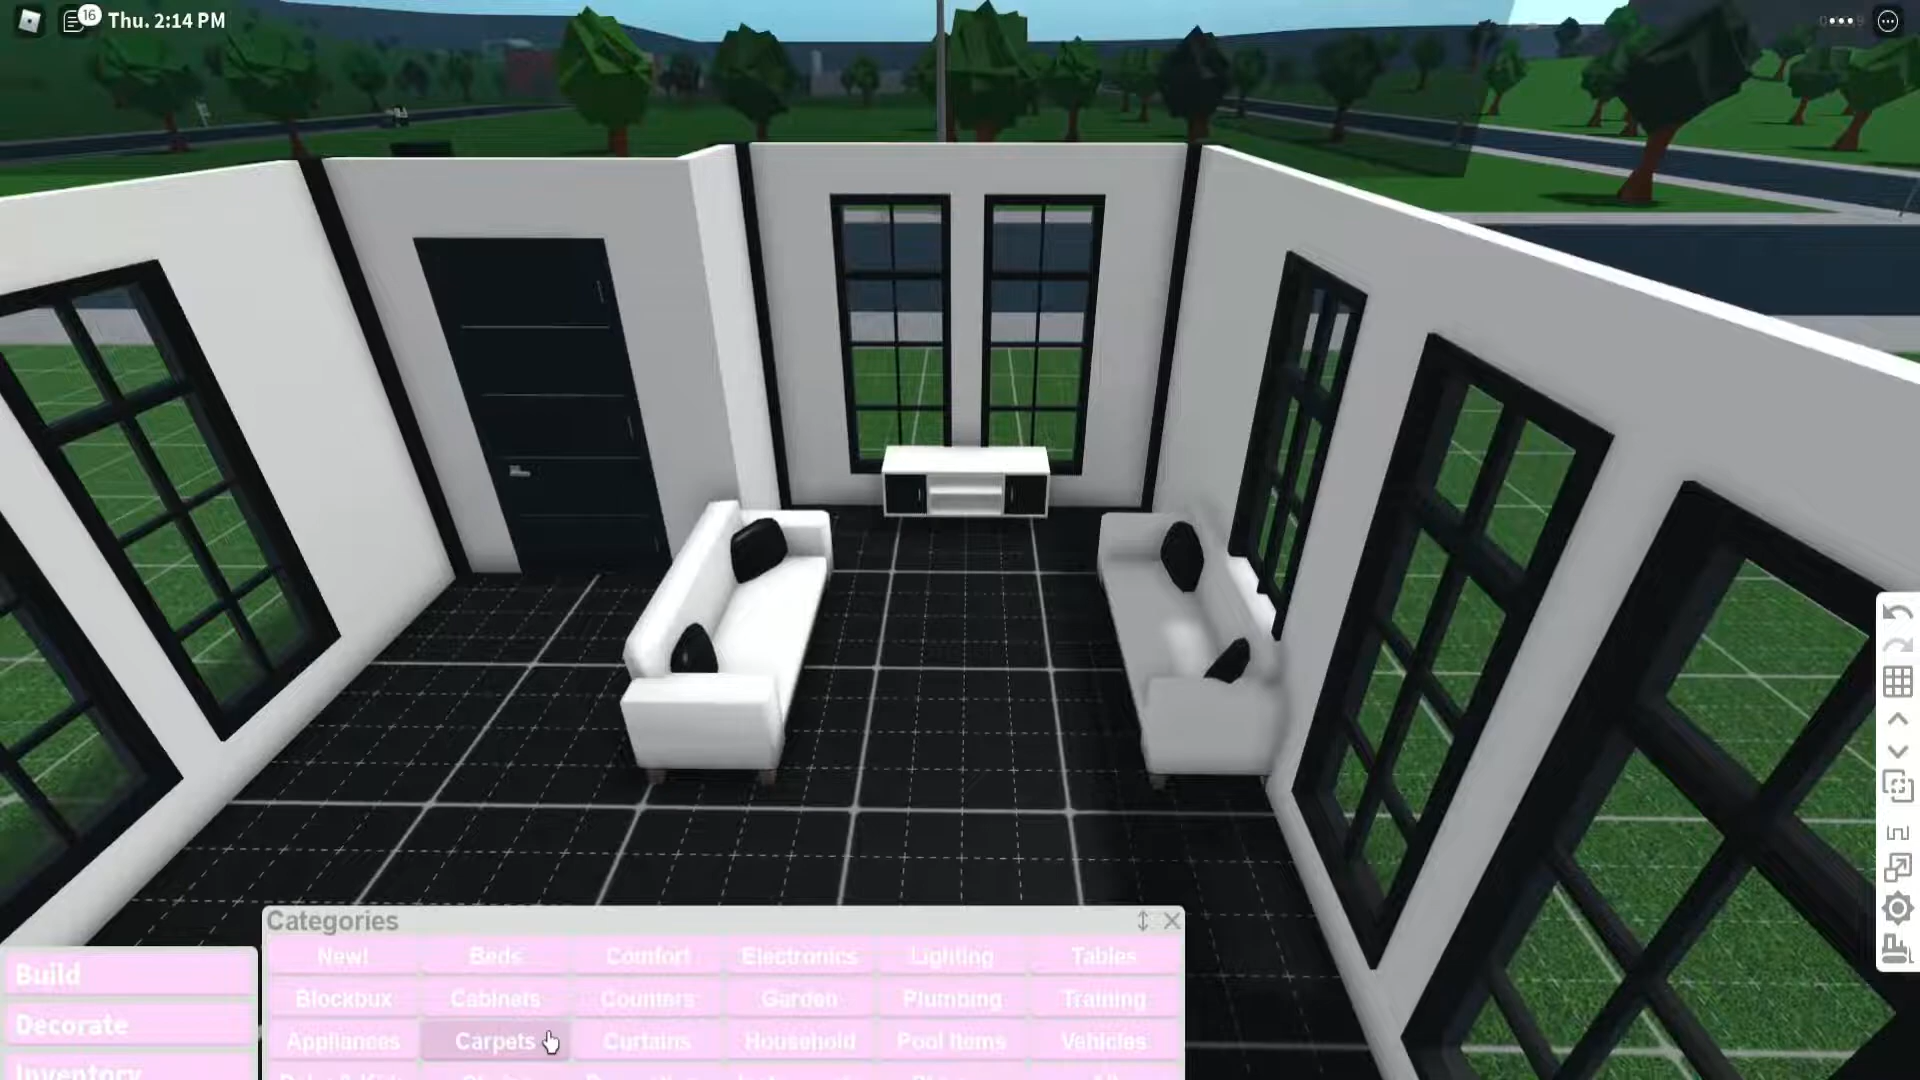 16 Thu. 2:14 PM
Categories
New! Beds Comfort Electronics Lighting Tables
Blockbux Cabinets Counters Garden Plumbing Training
Appliances Carpets Curtains Household Pool Items Vehicles
Build
Decorate
Inventory